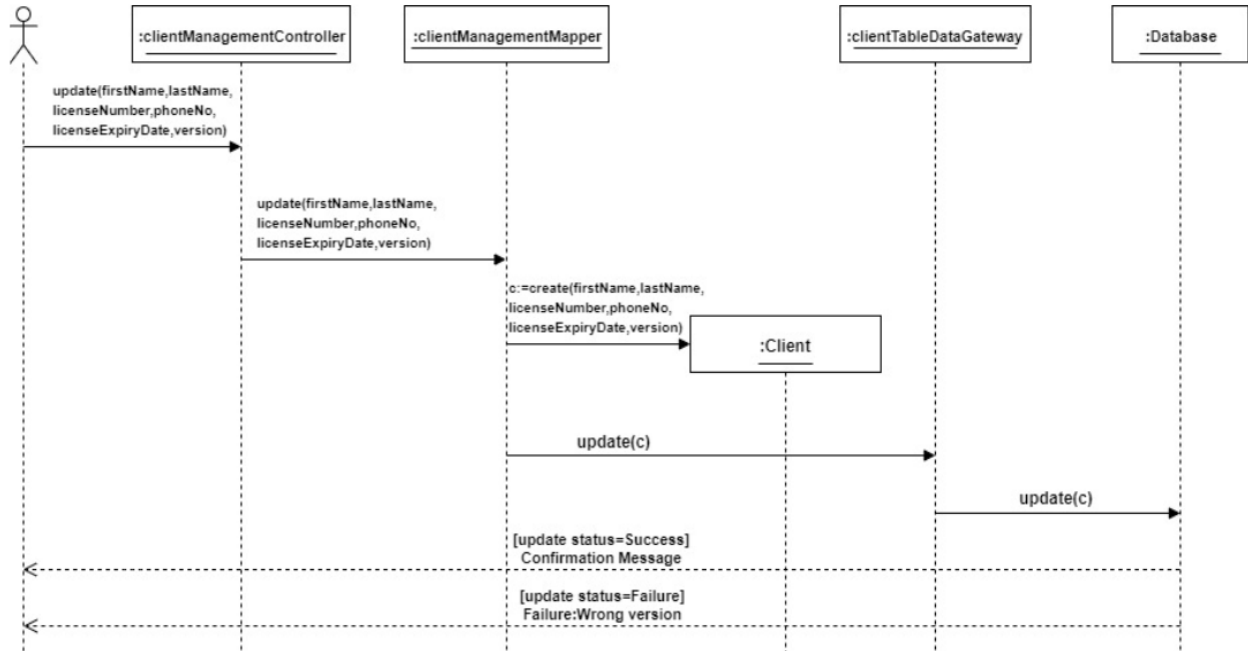 :clientManagementController
:clientManagementMapper
:clientTableDataGateway
:Database
update(firstName,lastName,
licenseNumber,phoneNo,
licenseExpiryDate,version)
update(firstName,lastName,
licenseNumber,phoneNo,
licenseExpiryDate,version)
c:=create(firstName,lastName,
licenseNumber,phoneNo,
licenseExpiryDate,version)
:Client
update(c)
update(c)
[update status=Success]
Confirmation Message
[update status=Failure]
Failure:Wrong version